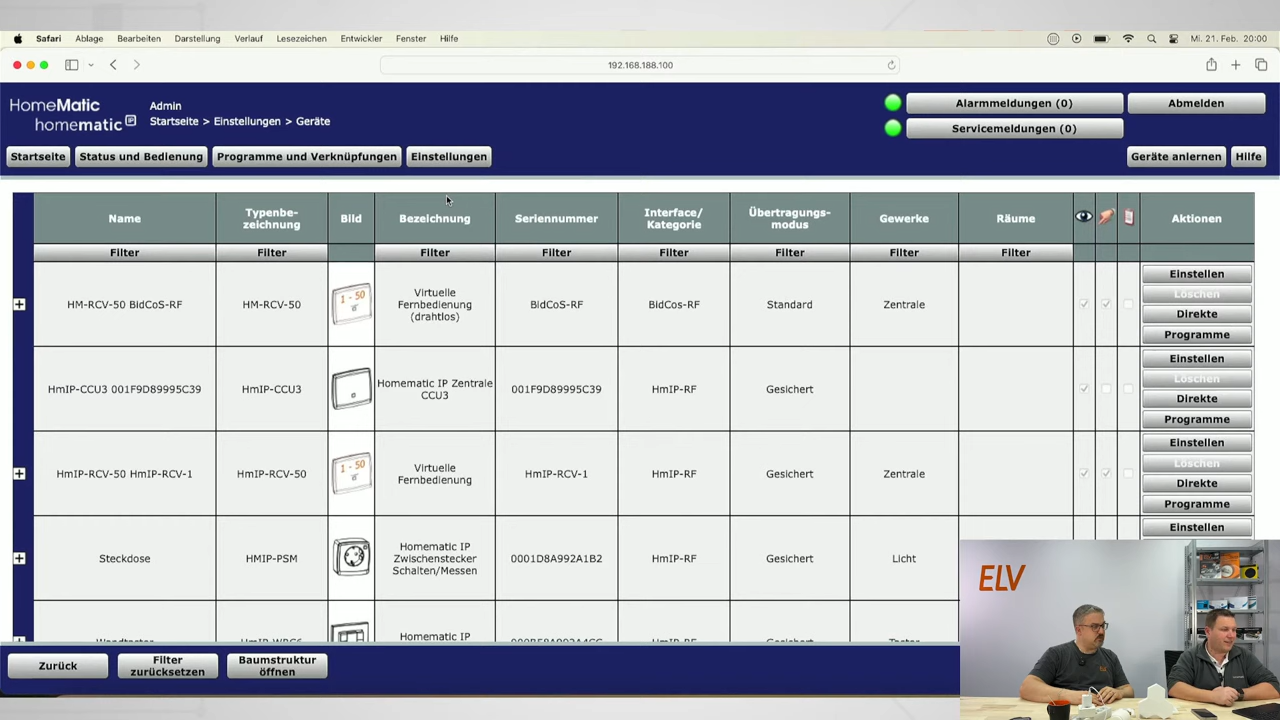 Safari Ablage Bearbeiten Darstellung Verlauf Lesezeichen Entwickler Fenster Hilfe Mi. 21. Feb. 20:00
192.168.188.100
HomeMatic
homematic IP
Admin
Startseite > Einstellungen > Geräte
Alarmmeldungen (0) Abmelden
Servicemeldungen (0)
Startseite Status und Bedienung Programme und Verknüpfungen Einstellungen Geräte anlernen Hilfe
Name Typenbe-
zeichnung Bild Bezeichnung Seriennummer Interface/
Kategorie Übertragungs-
modus Gewerke Räume Aktionen
Filter Filter Filter Filter Filter Filter Filter Filter
HM-RCV-50 BidCoS-RF HM-RCV-50 1 - 50 Virtuelle
Fernbedienung
(drahtlos) BidCoS-RF BidCos-RF Standard Zentrale
Einstellen
Löschen
Direkte
Programme
HmIP-CCU3 001F9D89995C39 HmIP-CCU3 Homematic IP Zentrale
CCU3 001F9D89995C39 HmIP-RF Gesichert
Einstellen
Löschen
Direkte
Programme
HmIP-RCV-50 HmIP-RCV-1 HmIP-RCV-50 1 - 50 Virtuelle
Fernbedienung HmIP-RCV-1 HmIP-RF Gesichert Zentrale
Einstellen
Löschen
Direkte
Programme
Steckdose HMIP-PSM Homematic IP
Zwischenstecker
Schalten/Messen 0001D8A992A1B2 HmIP-RF Gesichert Licht
Einstellen
Homematic IP
Zurück Filter
zurücksetzen Baumstruktur
öffnen
ELV